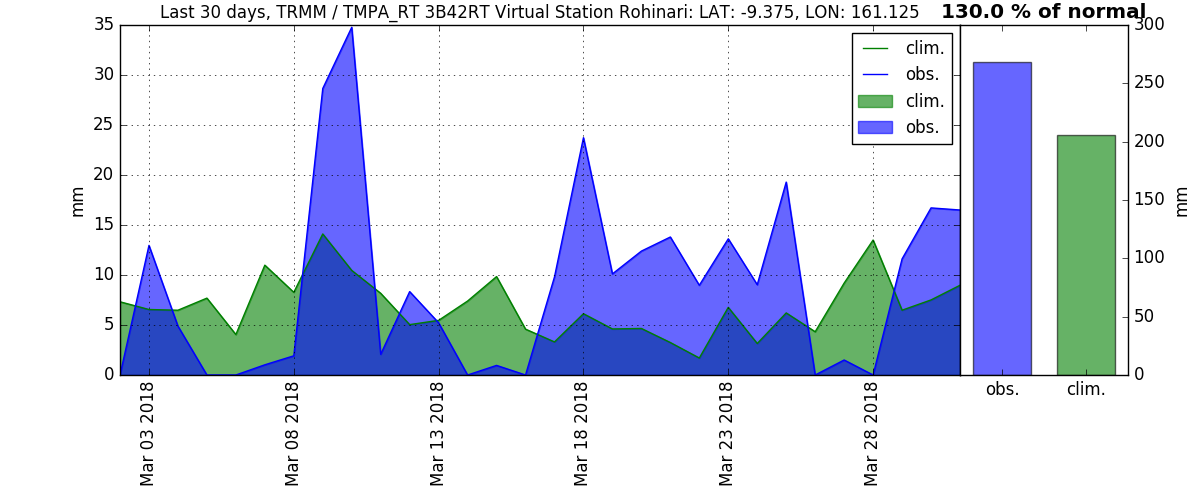 Last 30 days, TRMM / TMPA_RT 3B42RT Virtual Station Rohinari: LAT: -9.375, LON: 161.125
130.0 % of normal
35
30
25
20
15
10
5
0
mm
clim.
obs.
clim.
obs.
Mar 03 2018
Mar 08 2018
Mar 13 2018
Mar 18 2018
Mar 23 2018
Mar 28 2018
300
250
200
150
100
50
0
mm
obs.
clim.